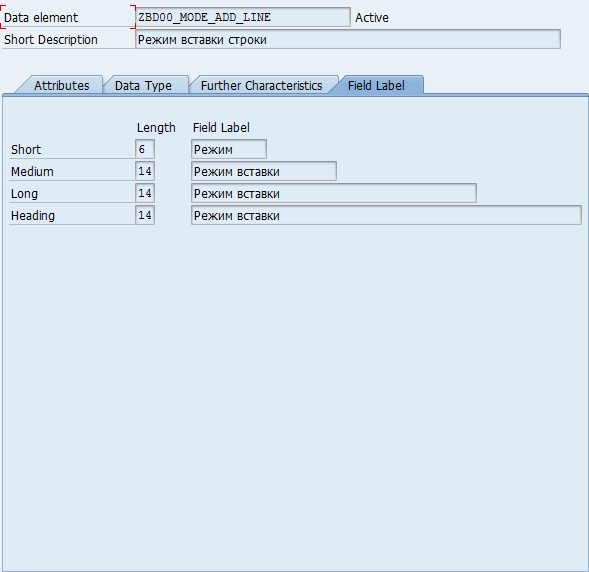 Data element ZBD00_MODE_ADD_LINE Active
Short Description Режим вставки строки
Attributes Data Type Further Characteristics Field Label
Length Field Label
Short 6 Режим
Medium 14 Режим вставки
Long 14 Режим вставки
Heading 14 Режим вставки